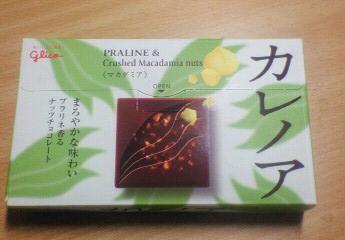 glico
PRALINE &
Crushed Macadamia nuts
《マカダミア》
OPEN
カレノア
まろやかな味わい
プラリネ香る
ナッツチョコレート